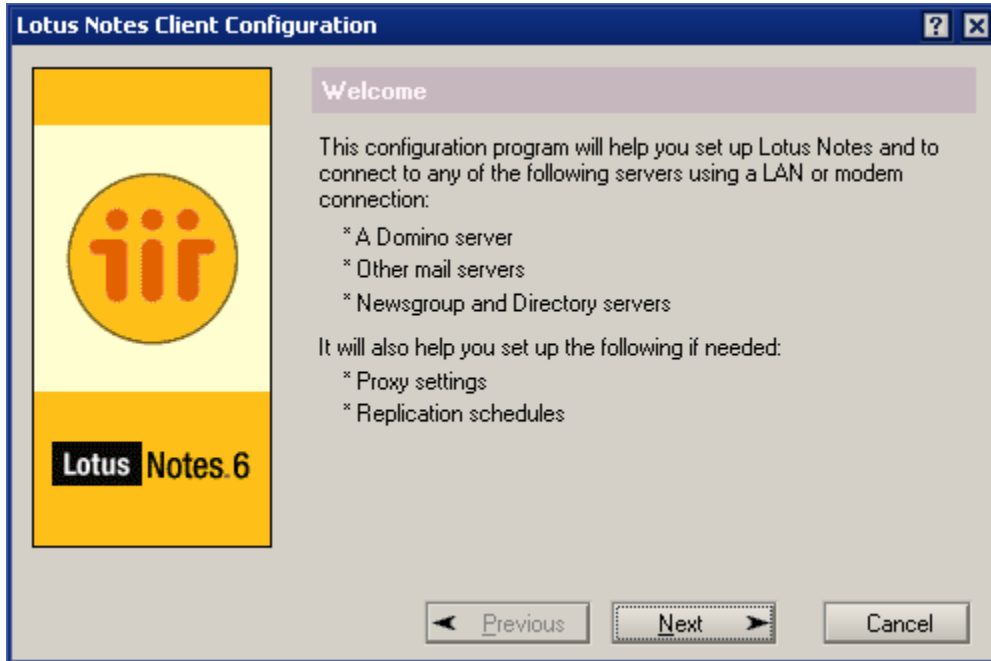 Lotus Notes Client Configuration
Welcome
This configuration program will help you set up Lotus Notes and to
connect to any of the following servers using a LAN or modem
connection:
* A Domino server
* Other mail servers
* Newsgroup and Directory servers
It will also help you set up the following if needed:
* Proxy settings
* Replication schedules
Lotus Notes.6
Previous
Next
Cancel